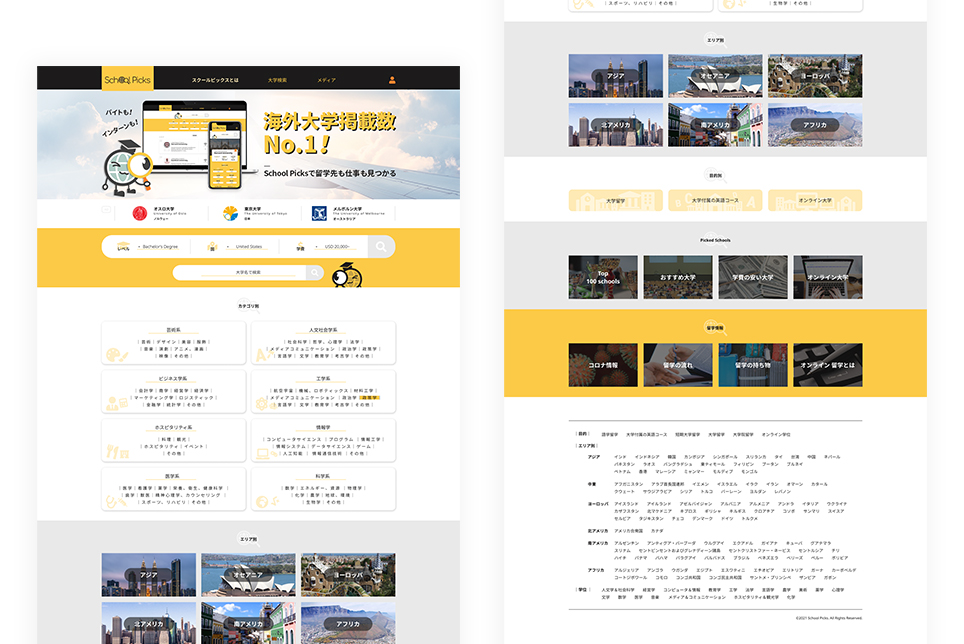 School Picks
スクールピックスとは
大学検索
メディア
バイトも!
インターンも!
海外大学掲載数
No.1!
School Picksで留学先も仕事も見つかる
オスロ大学
University of Oslo
ノルウェー
東京大学
The University of Tokyo
日本
メルボルン大学
The University of Melbourne
オーストラリア
レベル
Bachelor's Degree
国
United States
学費
USD 20,000~
大学名で検索
カテゴリ別
芸術系
| 芸術 | デザイン | 美容 | 服飾 |
| 音楽 | 演劇 | アニメ、漫画 |
| 映像 | その他 |
人文社会学系
| 社会科学 | 哲学、心理学 | 法学 |
| メディアコミュニケーション | 政治学 | 政策学 |
| 言語学 | 文学 | 教育学 | 考古学 | その他 |
ビジネス学系
| 会計学 | 商学 | 経営学 | 経済学 |
| マーケティング学 | ロジスティック |
| 金融学 | 統計学 | その他 |
工学系
| 航空宇宙 | 機械、ロボティックス | 材料工学 |
| メディアコミュニケーション | 政治学 | 政策学 |
| 言語学 | 文学 | 教育学 | 考古学 | その他 |
ホスピタリティ系
| 料理 | 観光 |
| ホスピタリティ | イベント |
| その他 |
情報学
| コンピュータサイエンス | プログラム | 情報工学 |
| 情報システム | データサイエンス | ゲーム |
| 人工知能 | 情報通信技術 | その他 |
医学系
| 医学 | 看護学 | 薬学 | 栄養、衛生、健康科学 |
| 歯学 | 獣医 | 精神心理学、カウンセリング |
| スポーツ、リハビリ | その他 |
科学系
| 数学 | エネルギー、資源 | 物理学 |
| 化学 | 農学 | 地球、環境 |
| 生物学 | その他 |
エリア別
アジア
オセアニア
ヨーロッパ
北アメリカ
南アメリカ
アフリカ
| スポーツ、リハビリ | その他 |
| 生物学 | その他 |
エリア別
アジア
オセアニア
ヨーロッパ
北アメリカ
南アメリカ
アフリカ
目的別
大学留学
大学付属の英語コース
オンライン大学
Picked Schools
Top
100 schools
おすすめ大学
学費の安い大学
オンライン大学
留学情報
コロナ情報
留学の流れ
留学の持ち物
オンライン 留学とは
| 目的 | 語学留学 大学付属の英語コース 短期大学留学 大学留学 大学院留学 オンライン学位
| エリア別 |
アジア インド インドネシア 韓国 カンボジア シンガポール スリランカ タイ 台湾 中国 ネパール
パキスタン ラオス バングラデシュ 東ティモール フィリピン ブータン ブルネイ
ベトナム 香港 マレーシア ミャンマー モルディブ モンゴル
中東 アフガニスタン アラブ首長国連邦 イエメン イスラエル イラク イラン オマーン カタール
クウェート サウジアラビア シリア トルコ バーレーン ヨルダン レバノン
ヨーロッパ アイスランド アイルランド アゼルバイジャン アルバニア アルメニア アンドラ イタリア ウクライナ
カザフスタン 北マケドニア キプロス ギリシャ キルギス クロアチア コソボ サンマリ スイスア
セルビア タジキスタン チェコ デンマーク ドイツ トルクメ
北アメリカ アメリカ合衆国 カナダ
南アメリカ アルゼンチン アンティグア・バーブーダ ウルグアイ エクアドル ガイアナ キューバ グアテマラ
スリナム セントビンセントおよびグレナディーン諸島 セントクリストファー・ネービス セントルシア チリ
ハイチ パナマ バハマ パラグアイ バルバドス ブラジル ベネズエラ ベリーズ ペルー ボリビア
アフリカ アルジェリア アンゴラ ウガンダ エジプト エスワティニ エチオピア エリトリア ガーナ カーボベルデ
コートジボワール コモロ コンゴ共和国 コンゴ民主共和国 サントメ・プリンシペ ザンビア ガボン
| 学位 | 人文学&社会科学 経営学 コンピュータ&情報 教育学 工学 法学 言語学 農学 美術 薬学 心理学
文学 数学 医学 音楽 メディア&コミュニケーション ホスピタリティ&観光学 化学
©2021 School Picks, All Rights Reserved.